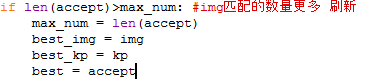 if len(accept)>max_num: #img匹配的数量更多 刷新
    max_num = len(accept)
    best_img = img
    best_kp = kp
    best = accept